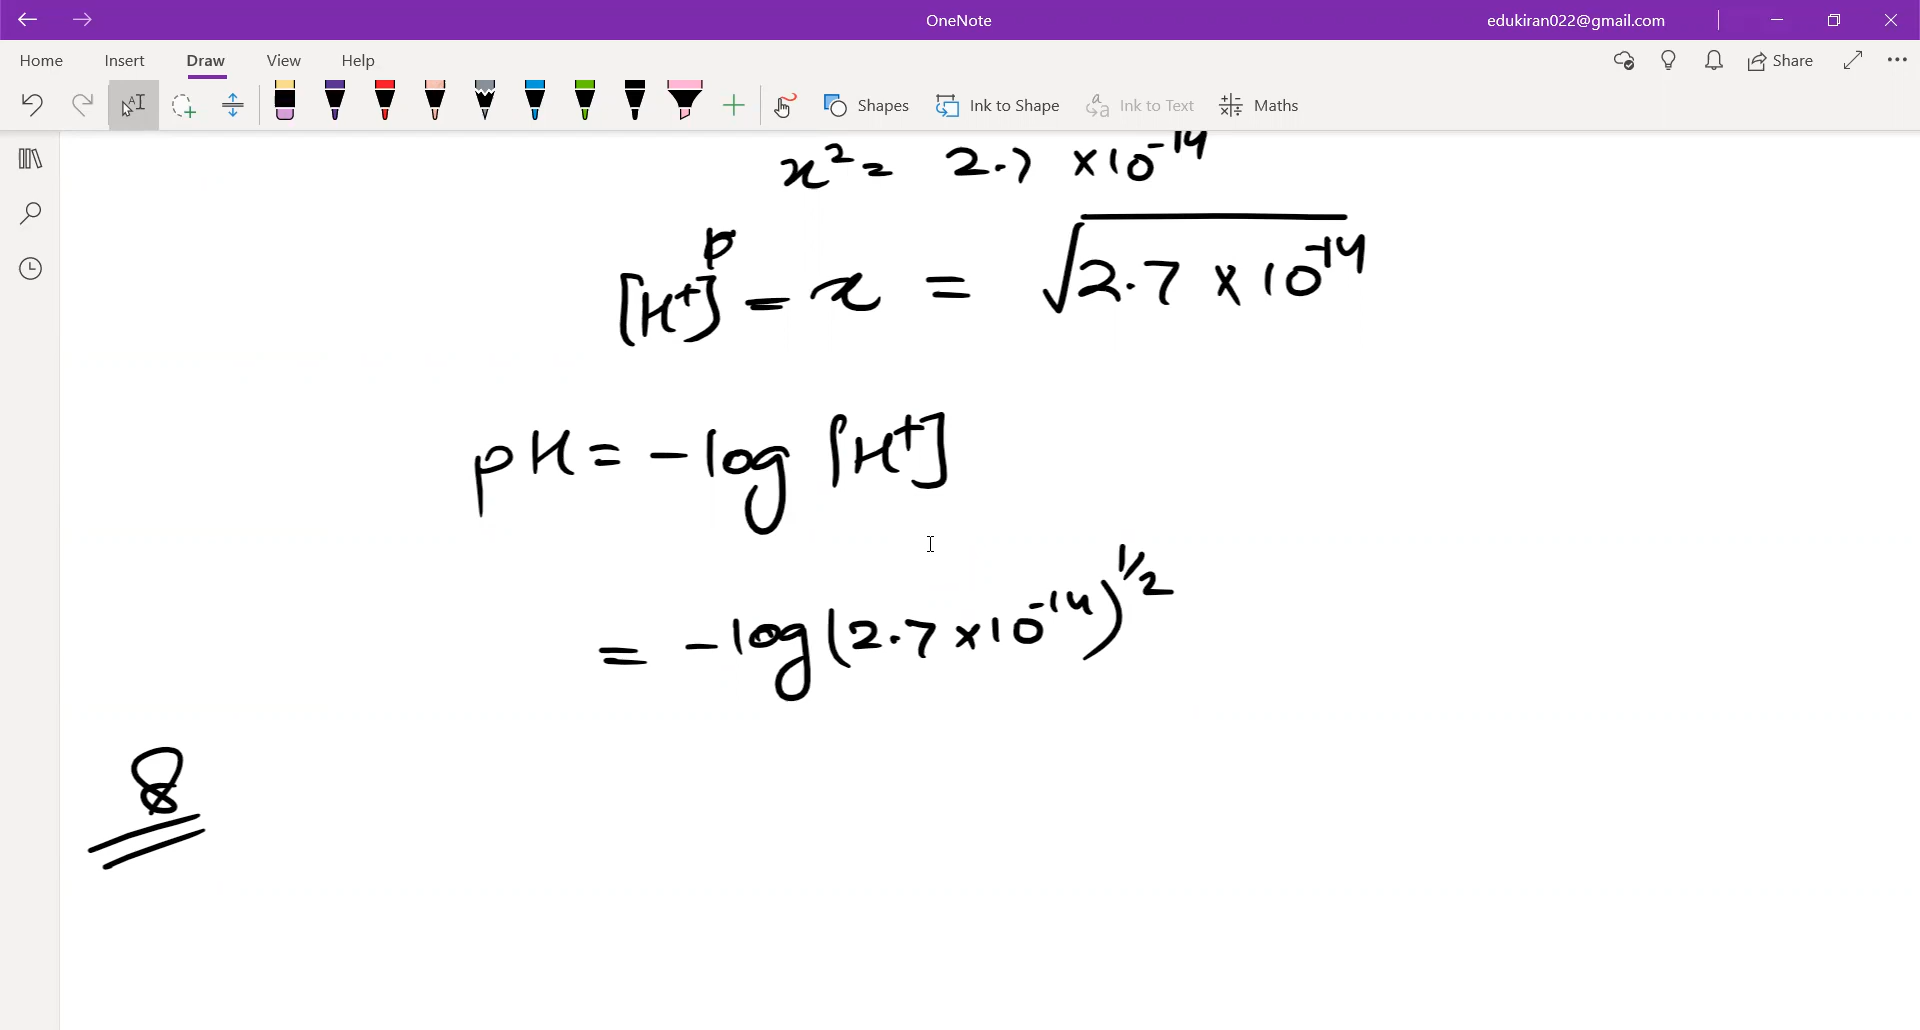 OneNote
edukiran022@gmail.com
Home Insert Draw View Help
Share
Shapes Ink to Shape Ink to Text Maths
x² = 2.7 × 10⁻¹⁴
p
[H⁺] = x = √2.7 × 10⁻¹⁴
pH = -log [H⁺]
= -log(2.7 × 10⁻¹⁴)^1/2
8